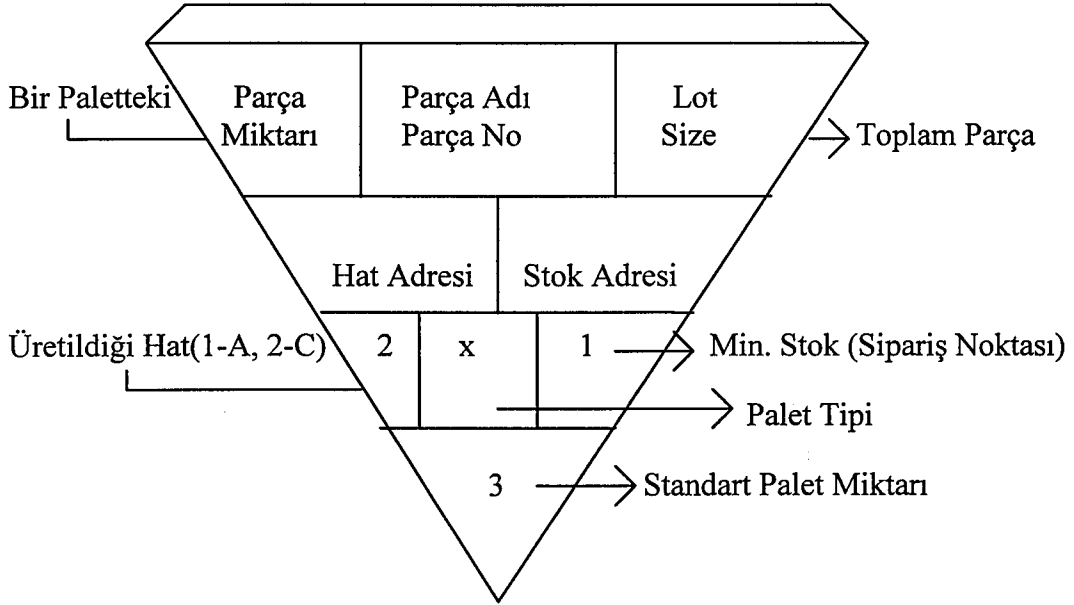 Bir Paletteki
Parça
Miktarı
Parça Adı
Parça No
Lot
Size
Toplam Parça
Hat Adresi
Stok Adresi
Üretildiği Hat(1-A, 2-C)
2
x
1
Min. Stok (Sipariş Noktası)
Palet Tipi
3
Standart Palet Miktarı